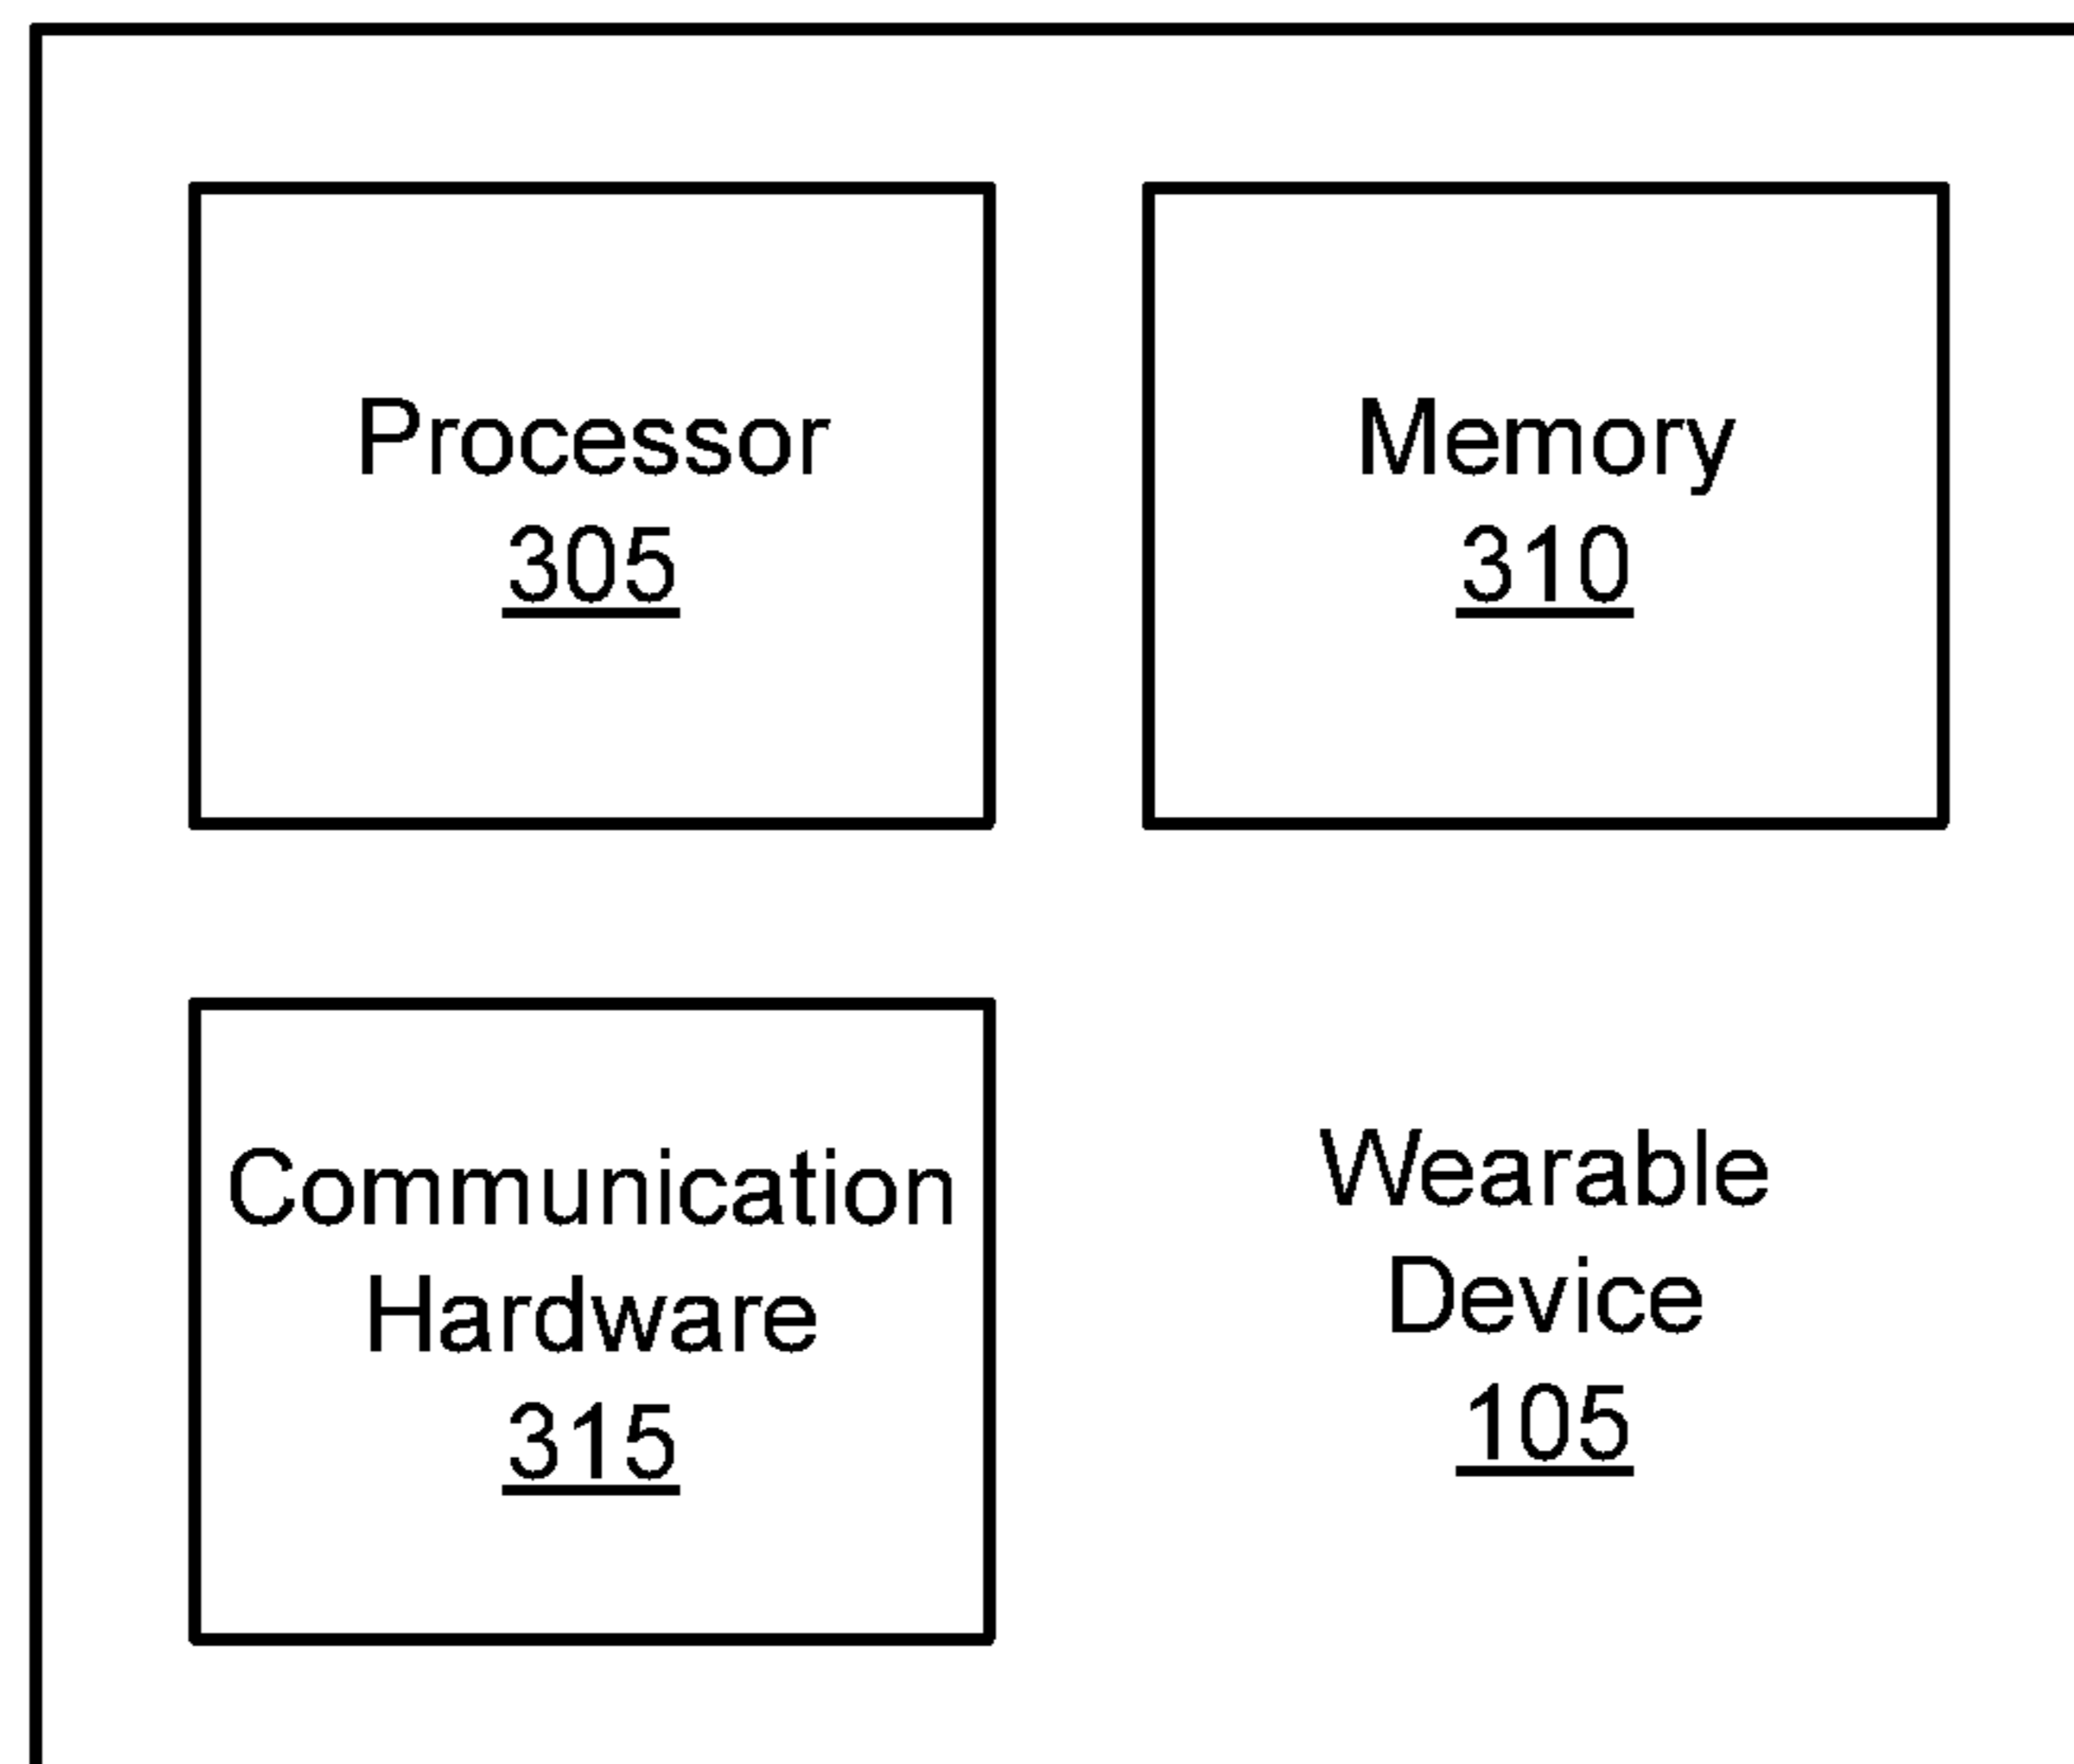 Processor
305
Memory
310
Communication
Hardware
315
Wearable
Device
105